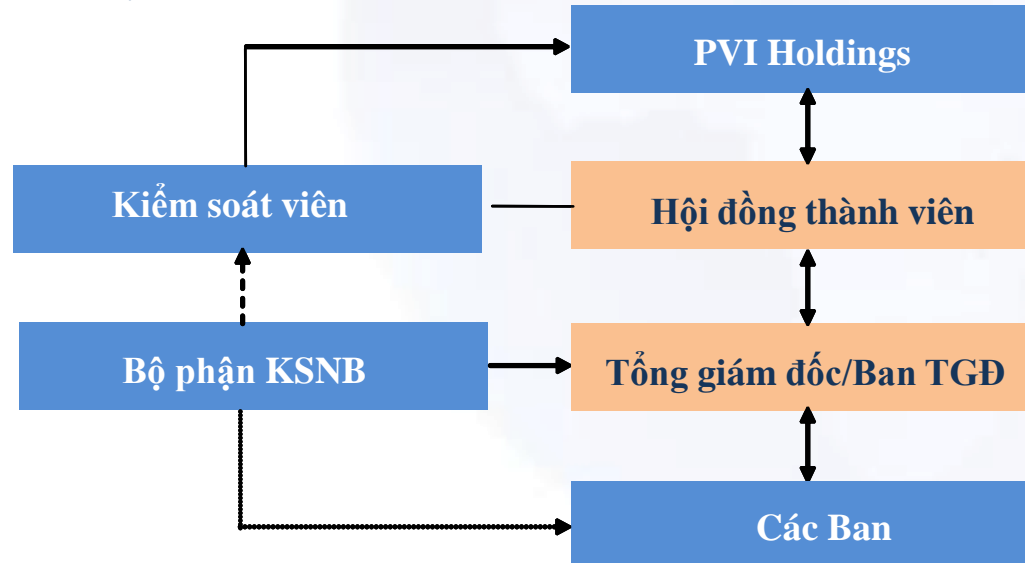 PVI Holdings
Kiểm soát viên
Hội đồng thành viên
Bộ phận KSNB
Tổng giám đốc/Ban TGĐ
Các Ban